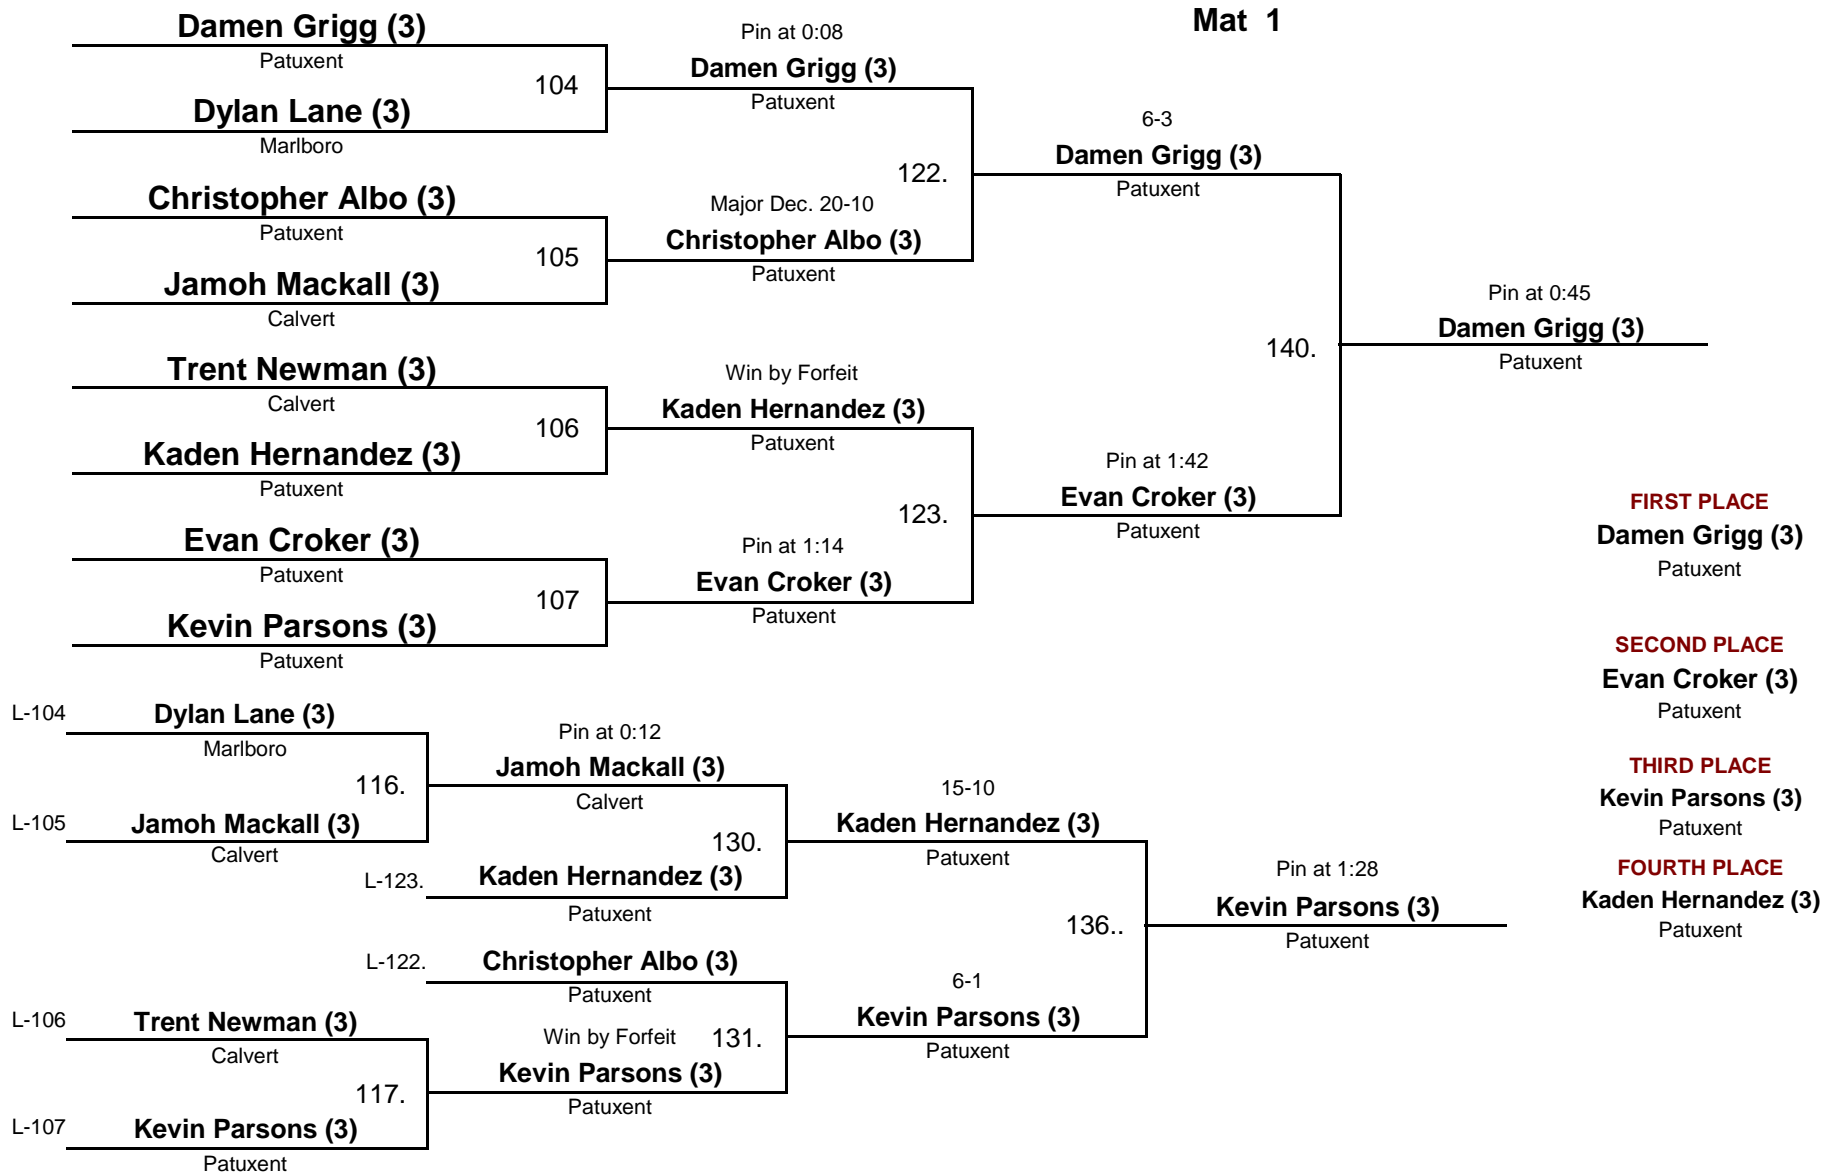 Mat 1
Damen Grigg (3)
Patuxent
104
Dylan Lane (3)
Marlboro
Christopher Albo (3)
Patuxent
105
Jamoh Mackall (3)
Calvert
Trent Newman (3)
Calvert
106
Kaden Hernandez (3)
Patuxent
Evan Croker (3)
Patuxent
107
Kevin Parsons (3)
Patuxent
Pin at 0:08
Damen Grigg (3)
Patuxent
122.
Major Dec. 20-10
Christopher Albo (3)
Patuxent
Win by Forfeit
Kaden Hernandez (3)
Patuxent
123.
Pin at 1:14
Evan Croker (3)
Patuxent
6-3
Damen Grigg (3)
Patuxent
140.
Pin at 1:42
Evan Croker (3)
Patuxent
Pin at 0:45
Damen Grigg (3)
Patuxent
FIRST PLACE
Damen Grigg (3)
Patuxent
SECOND PLACE
Evan Croker (3)
Patuxent
THIRD PLACE
Kevin Parsons (3)
Patuxent
FOURTH PLACE
Kaden Hernandez (3)
Patuxent
L-104
Dylan Lane (3)
Marlboro
116.
L-105
Jamoh Mackall (3)
Calvert
Pin at 0:12
Jamoh Mackall (3)
Calvert
130.
L-123.
Kaden Hernandez (3)
Patuxent
L-122.
Christopher Albo (3)
Patuxent
L-106
Trent Newman (3)
Calvert
117.
L-107
Kevin Parsons (3)
Patuxent
Win by Forfeit
131.
Kevin Parsons (3)
Patuxent
15-10
Kaden Hernandez (3)
Patuxent
136..
6-1
Kevin Parsons (3)
Patuxent
Pin at 1:28
Kevin Parsons (3)
Patuxent